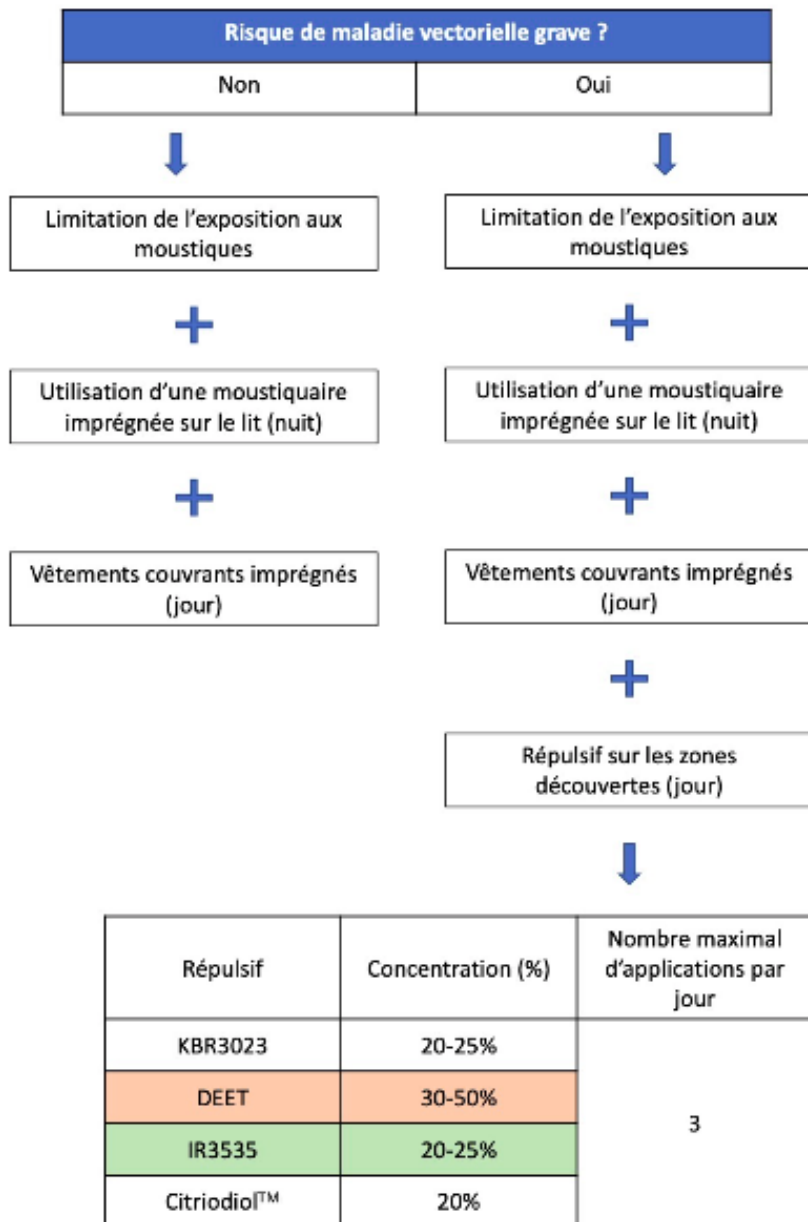 Risque de maladie vectorielle grave ?
Non
Oui
Limitation de l'exposition aux
moustiques
Limitation de l'exposition aux
moustiques
+
+
Utilisation d'une moustiquaire
imprégnée sur le lit (nuit)
Utilisation d'une moustiquaire
imprégnée sur le lit (nuit)
+
+
Vêtements couvrants imprégnés
(jour)
Vêtements couvrants imprégnés
(jour)
+
Répulsif sur les zones
découvertes (jour)
Répulsif
Concentration (%)
Nombre maximal
d'applications par
jour
KBR3023
20-25%
DEET
30-50%
3
IR3535
20-25%
Citriodiol™
20%